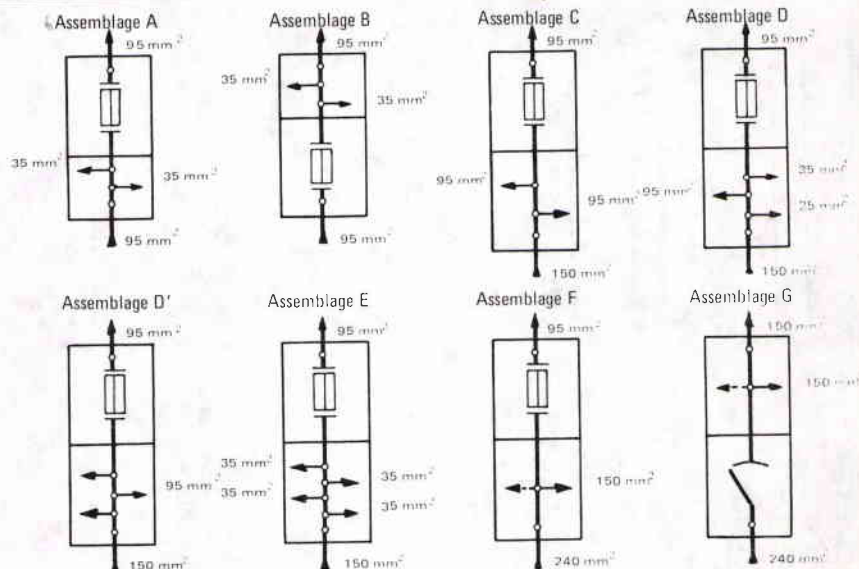 Assemblage A
95 mm²
35 mm²
35 mm²
95 mm²
Assemblage B
95 mm²
35 mm²
35 mm²
95 mm²
Assemblage C
95 mm²
95 mm²
95 mm²
150 mm²
Assemblage D
95 mm²
35 mm²
95 mm²
150 mm²
Assemblage D'
95 mm²
95 mm²
150 mm²
Assemblage E
95 mm²
35 mm²
35 mm²
35 mm²
35 mm²
150 mm²
Assemblage F
95 mm²
150 mm²
240 mm²
Assemblage G
150 mm²
240 mm²